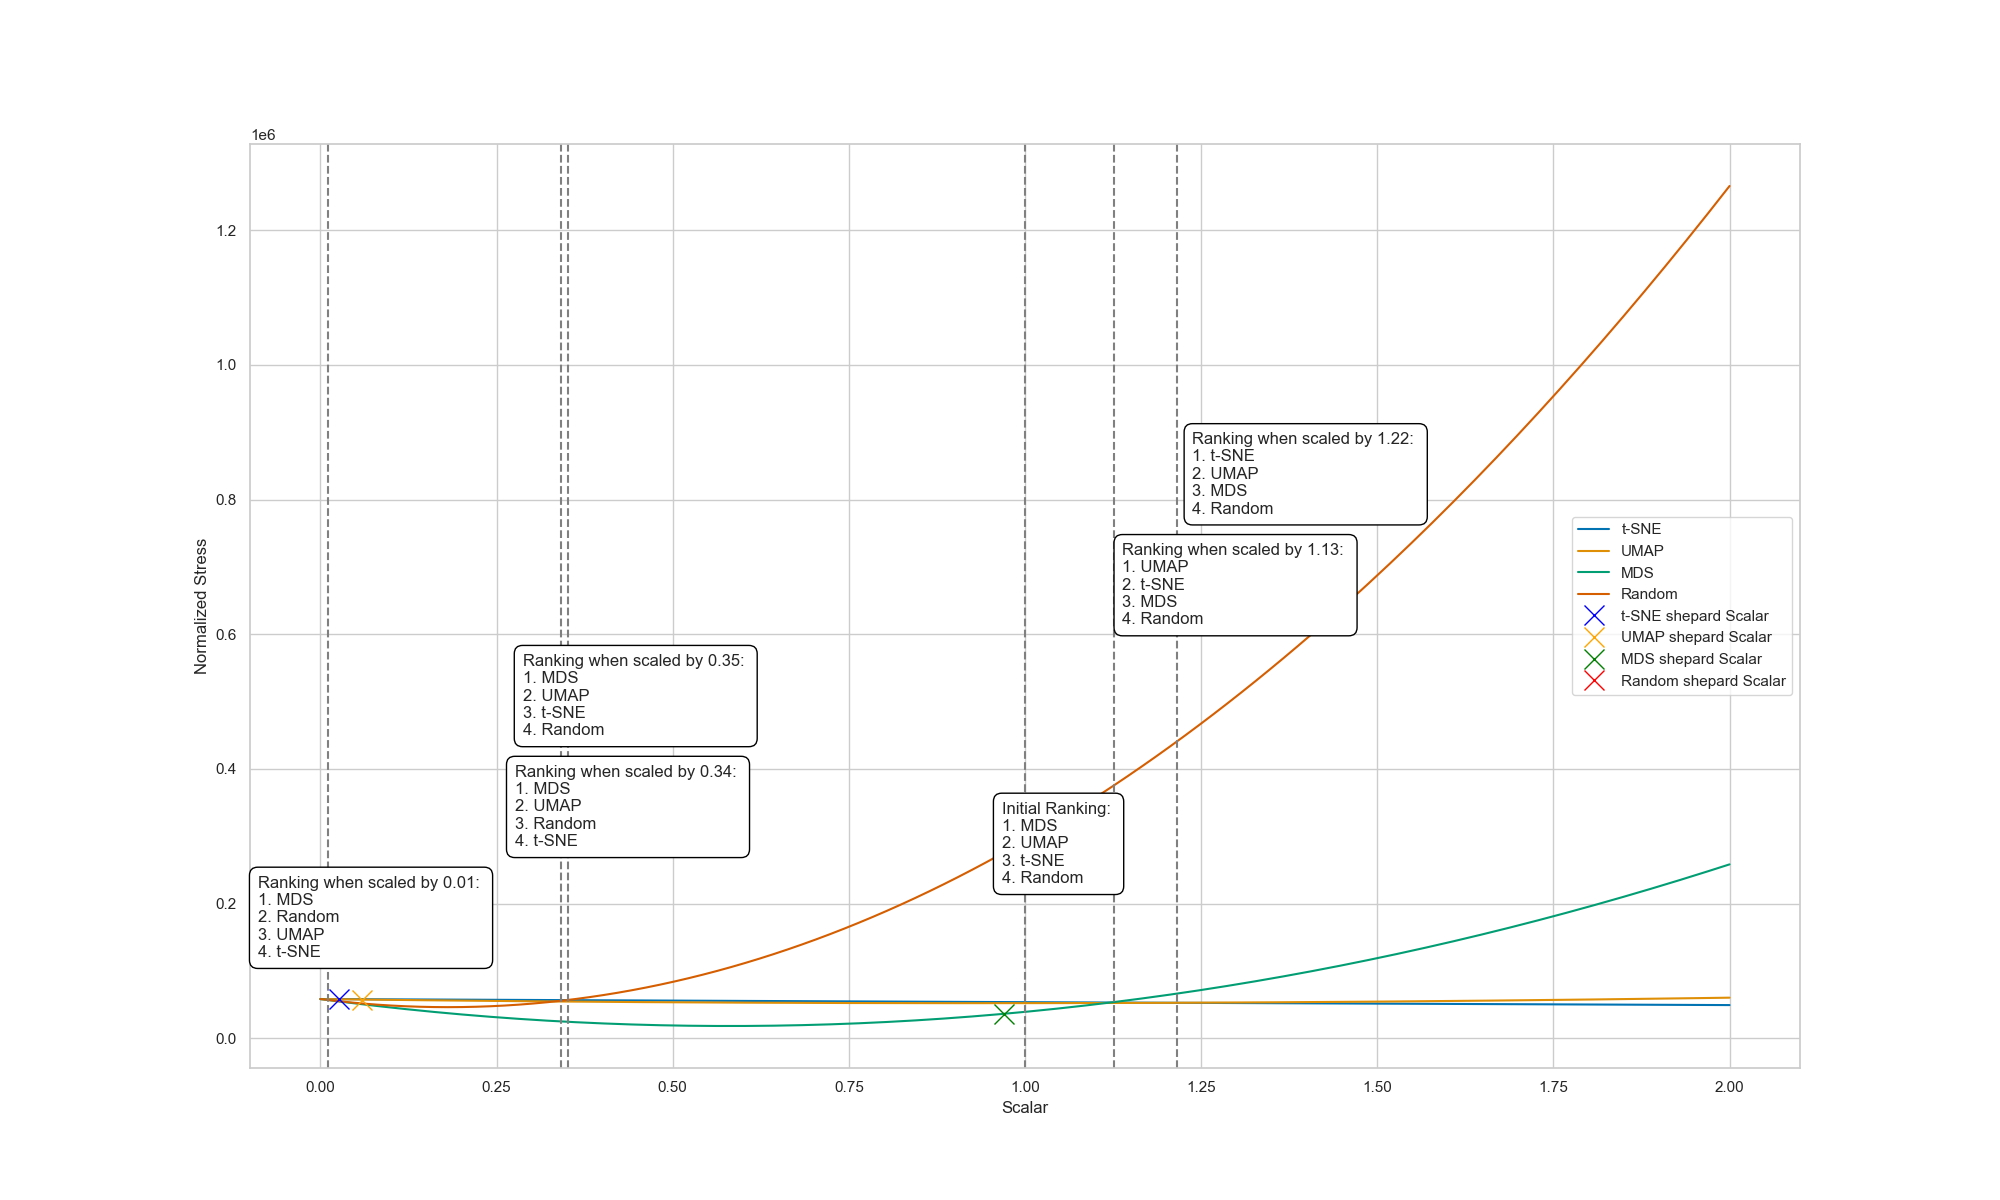 1e6
1.2
1.0
0.8
0.6
0.4
0.2
0.0
Normalized Stress
Ranking when scaled by 1.22:
1. t-SNE
2. UMAP
3. MDS
4. Random
Ranking when scaled by 1.13:
1. UMAP
2. t-SNE
3. MDS
4. Random
Ranking when scaled by 0.35:
1. MDS
2. UMAP
3. t-SNE
4. Random
Ranking when scaled by 0.34:
1. MDS
2. UMAP
3. Random
4. t-SNE
Initial Ranking:
1. MDS
2. UMAP
3. t-SNE
4. Random
Ranking when scaled by 0.01:
1. MDS
2. Random
3. UMAP
4. t-SNE
t-SNE
UMAP
MDS
Random
t-SNE shepard Scalar
UMAP shepard Scalar
MDS shepard Scalar
Random shepard Scalar
0.00 0.25 0.50 0.75 1.00 1.25 1.50 1.75 2.00
Scalar